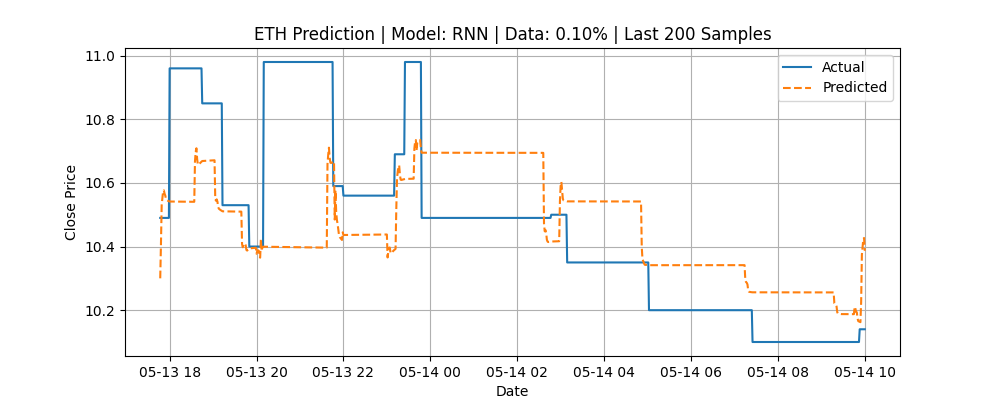 ETH Prediction | Model: RNN | Data: 0.10% | Last 200 Samples
Actual
Predicted
Close Price
11.0
10.8
10.6
10.4
10.2
05-13 18
05-13 20
05-13 22
05-14 00
05-14 02
05-14 04
05-14 06
05-14 08
05-14 10
Date